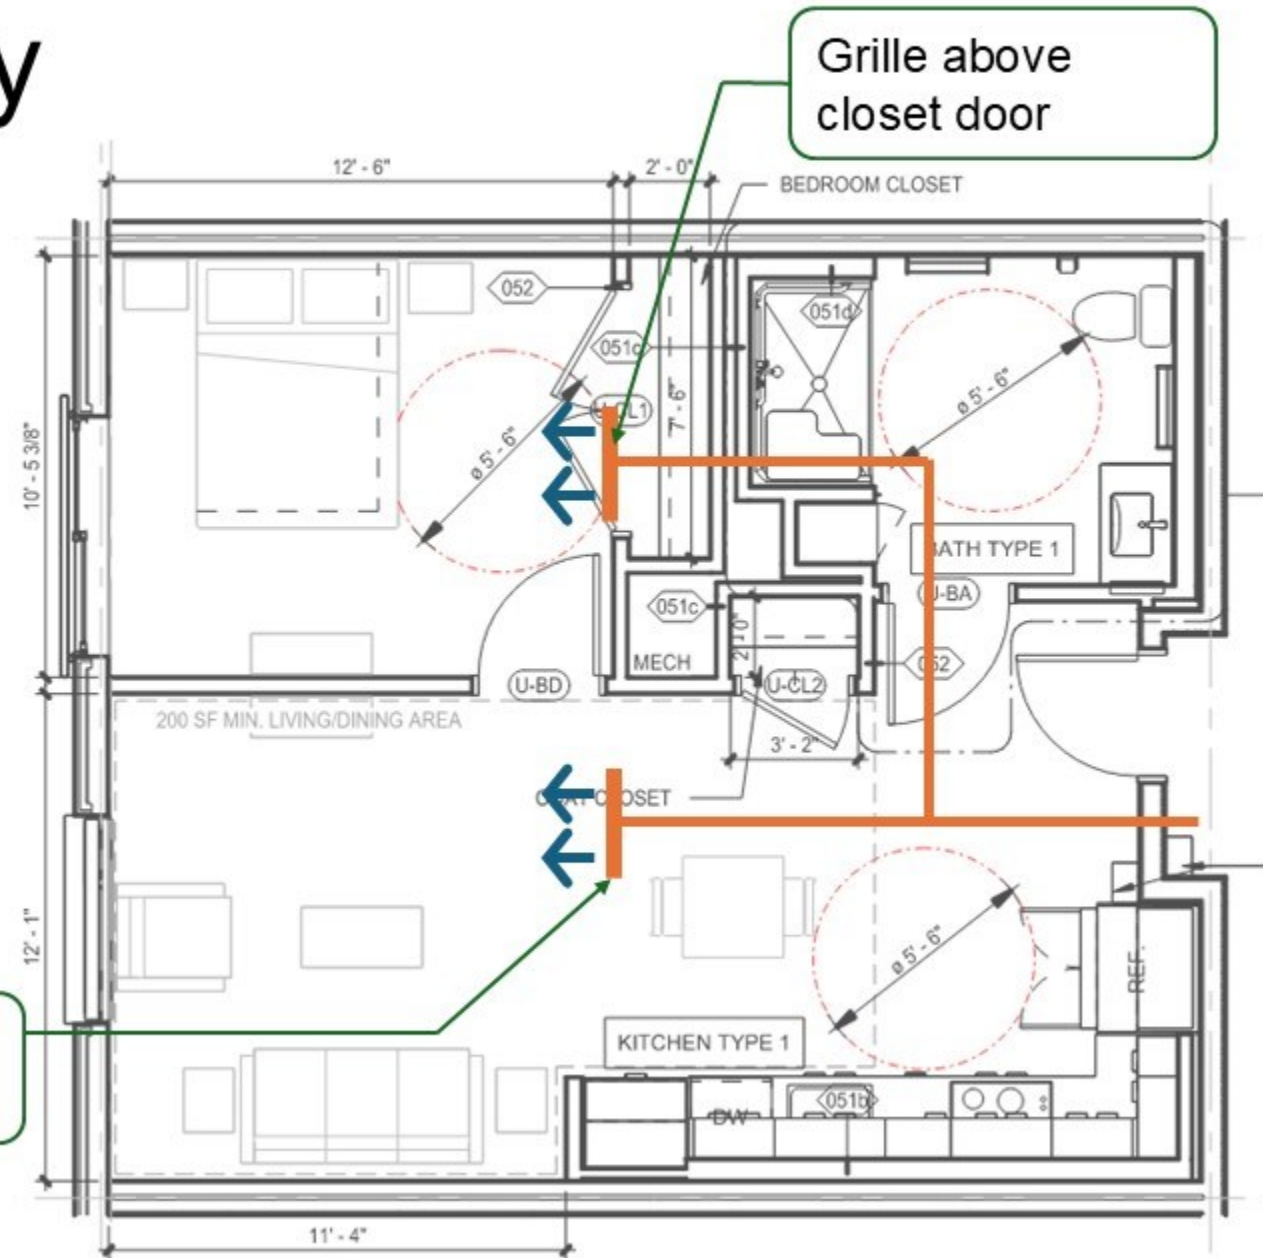 y
Grille above
closet door
12' - 6"
2' - 0"
BEDROOM CLOSET
052
051d
051c
U-CL1
7' - 6"
ø 5' - 6"
ø 5' - 6"
10' - 5 3/8"
BATH TYPE 1
U-BA
051c
2' - 0"
MECH
052
U-BD
U-CL2
200 SF MIN. LIVING/DINING AREA
3' - 2"
COAT CLOSET
12' - 1"
ø 5' - 6"
REF.
KITCHEN TYPE 1
051b
DW
11' - 4"